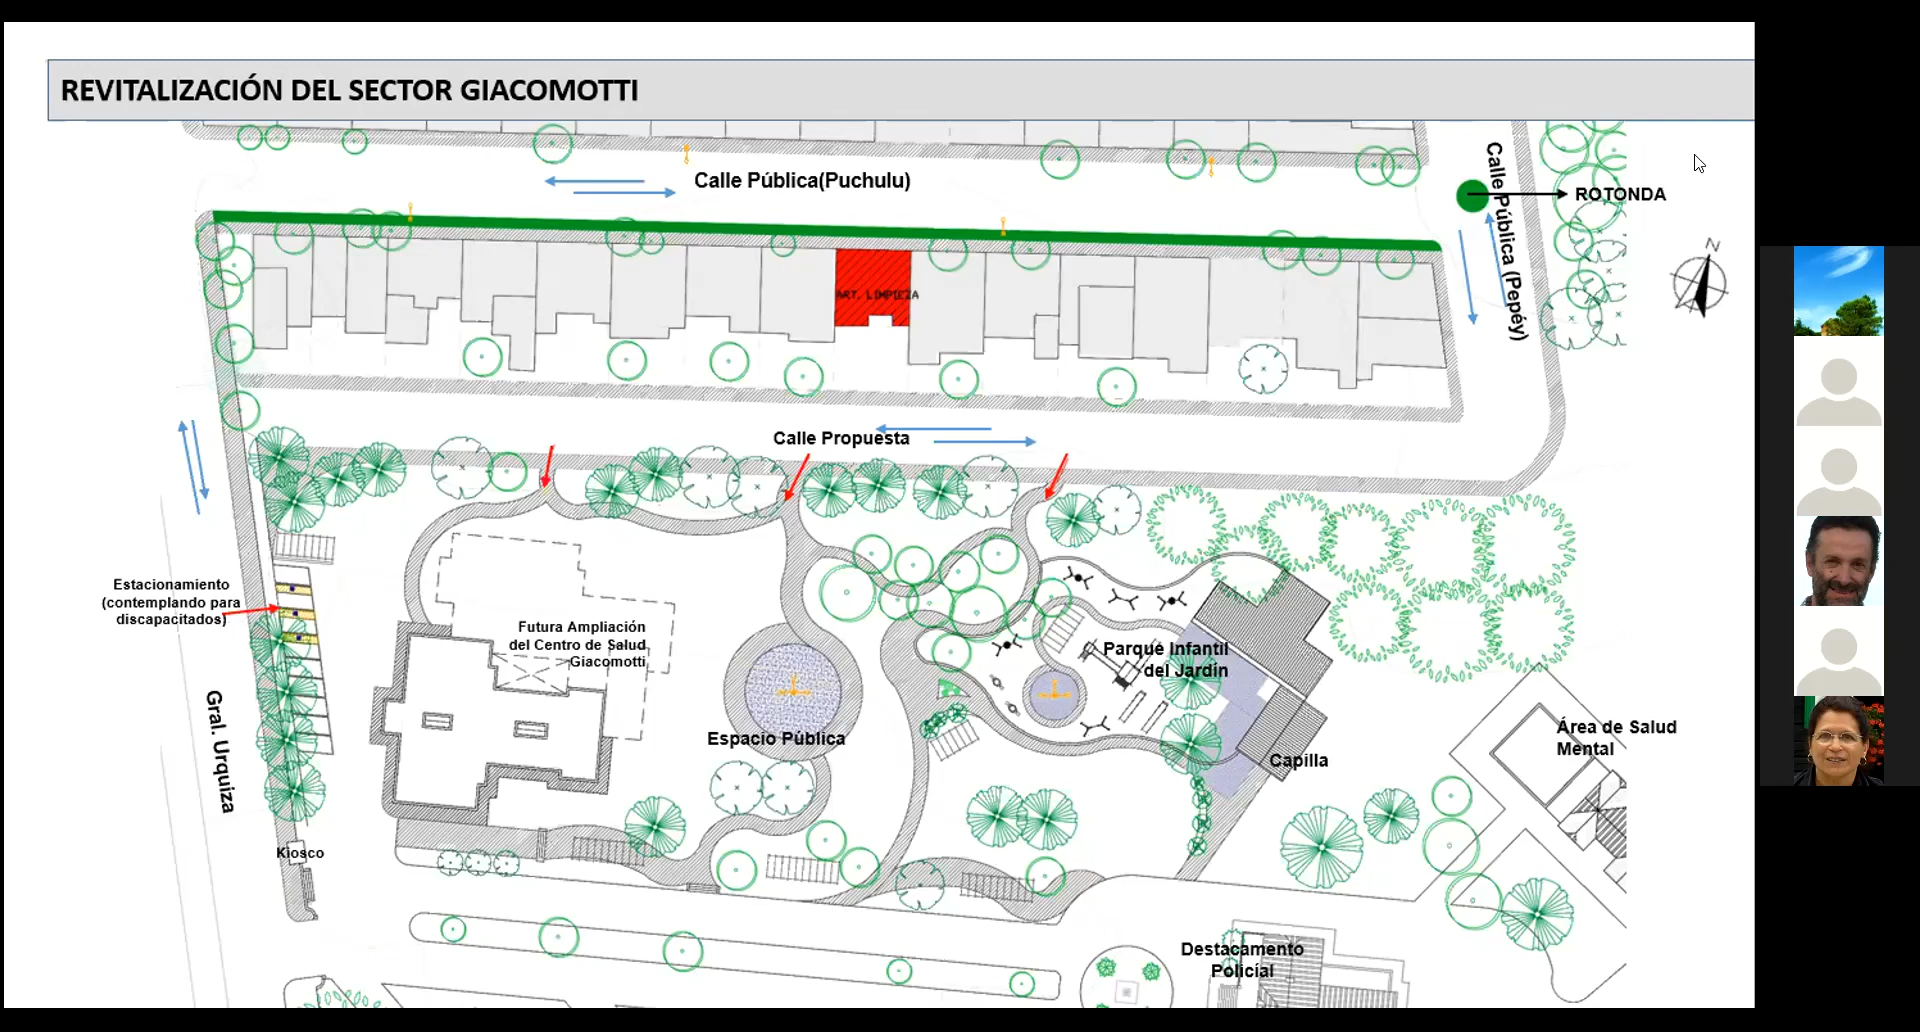 REVITALIZACIÓN DEL SECTOR GIACOMOTTI
Calle Pública(Puchulu)
Calle Pública (Pepéy)
ROTONDA
N
ART. LIMPIEZA
Calle Propuesta
Estacionamiento
(contemplando para
discapacitados)
Futura Ampliación
del Centro de Salud
Giacomotti
Parque Infantil
del Jardín
Gral. Urquiza
Espacio Pública
Capilla
Área de Salud
Mental
Kiosco
Destacamento
Policíal